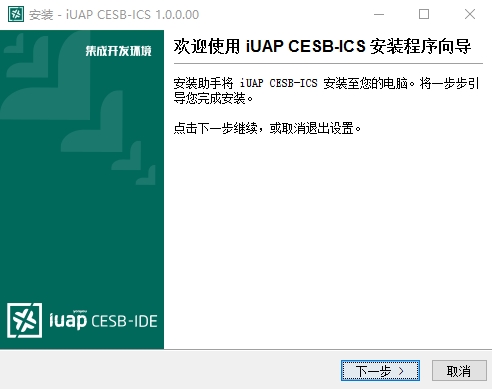 安装 - iUAP CESB-ICS 1.0.0.00
集成开发环境
欢迎使用 iUAP CESB-ICS 安装程序向导
安装助手将 iUAP CESB-ICS 安装至您的电脑。将一步步引
导您完成安装。
点击下一步继续，或取消退出设置。
iuap CESB-IDE
下一步 >
取消